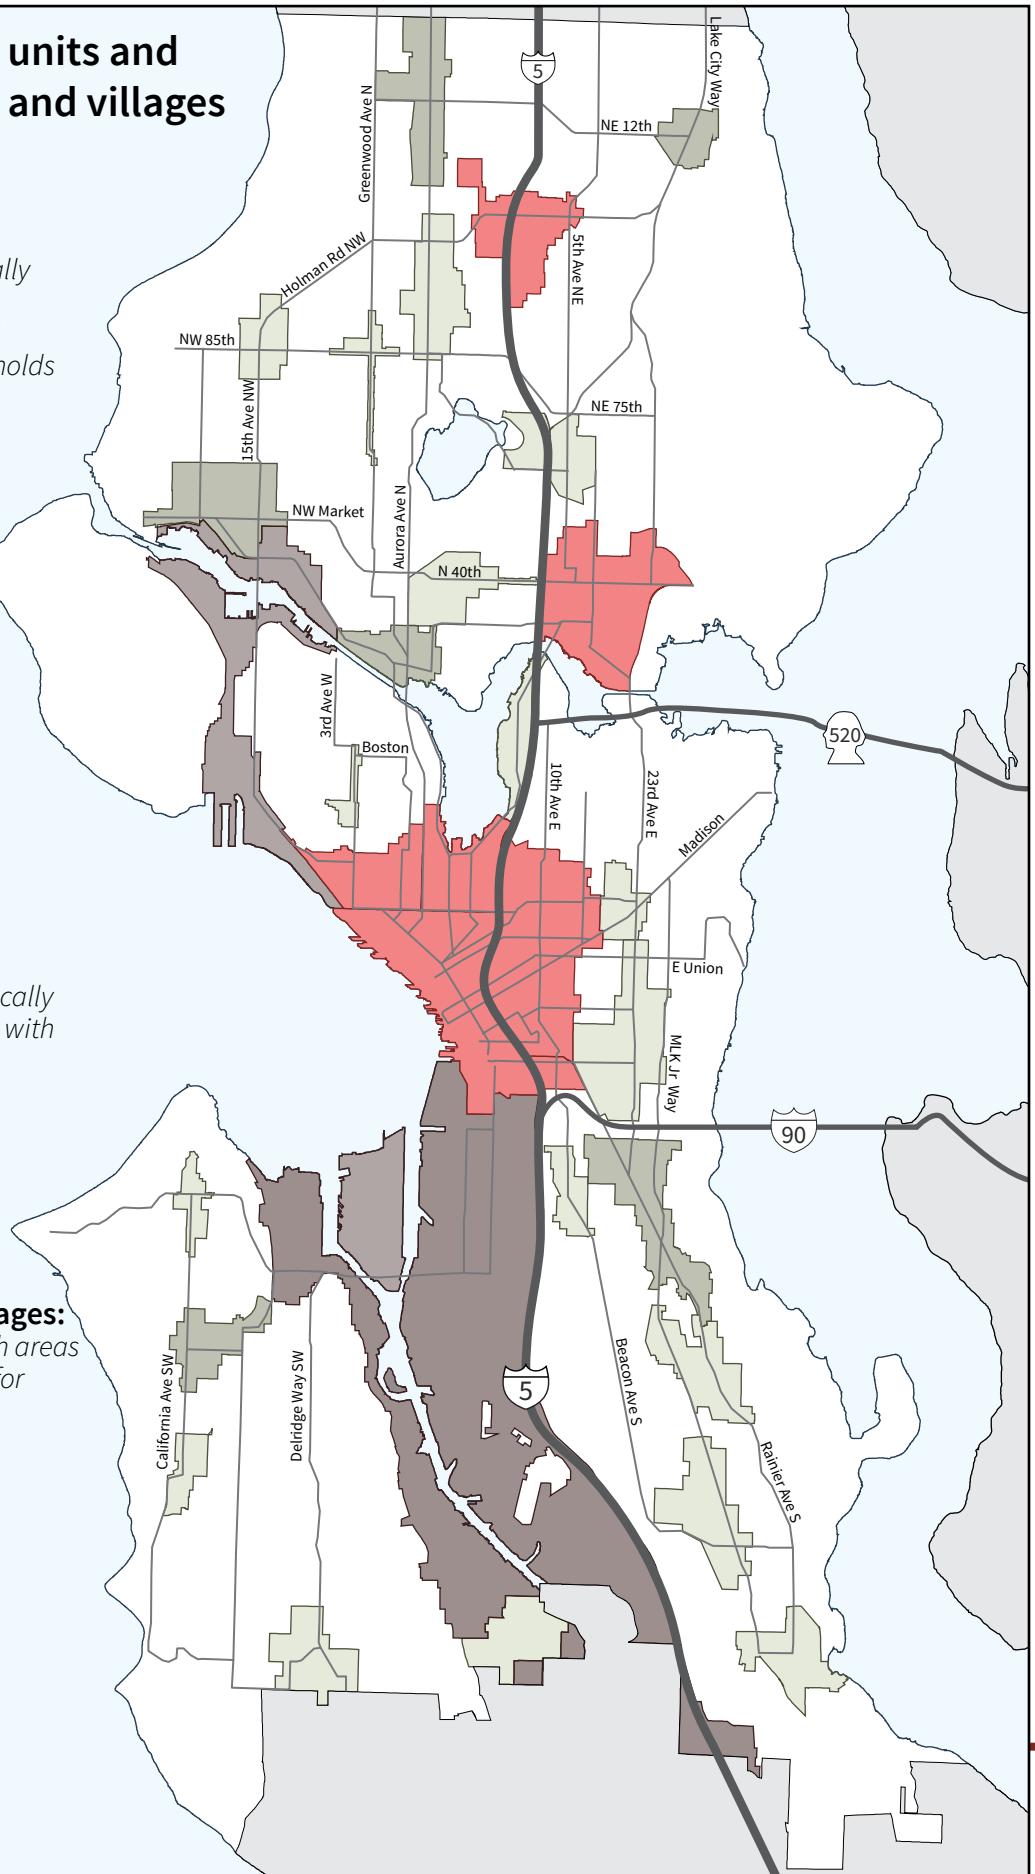 units and
and villages
ally
holds
cally
with
ages:
h areas
for
5
Lake City Way
Greenwood Ave N
NE 12th
5th Ave NE
Holman Rd NW
NW 85th
15th Ave NW
NE 75th
Aurora Ave N
NW Market
N 40th
3rd Ave W
Boston
520
10th Ave E
23rd Ave E
Madison
E Union
MLK Jr Way
90
5
California Ave SW
Delridge Way SW
Beacon Ave S
Rainier Ave S